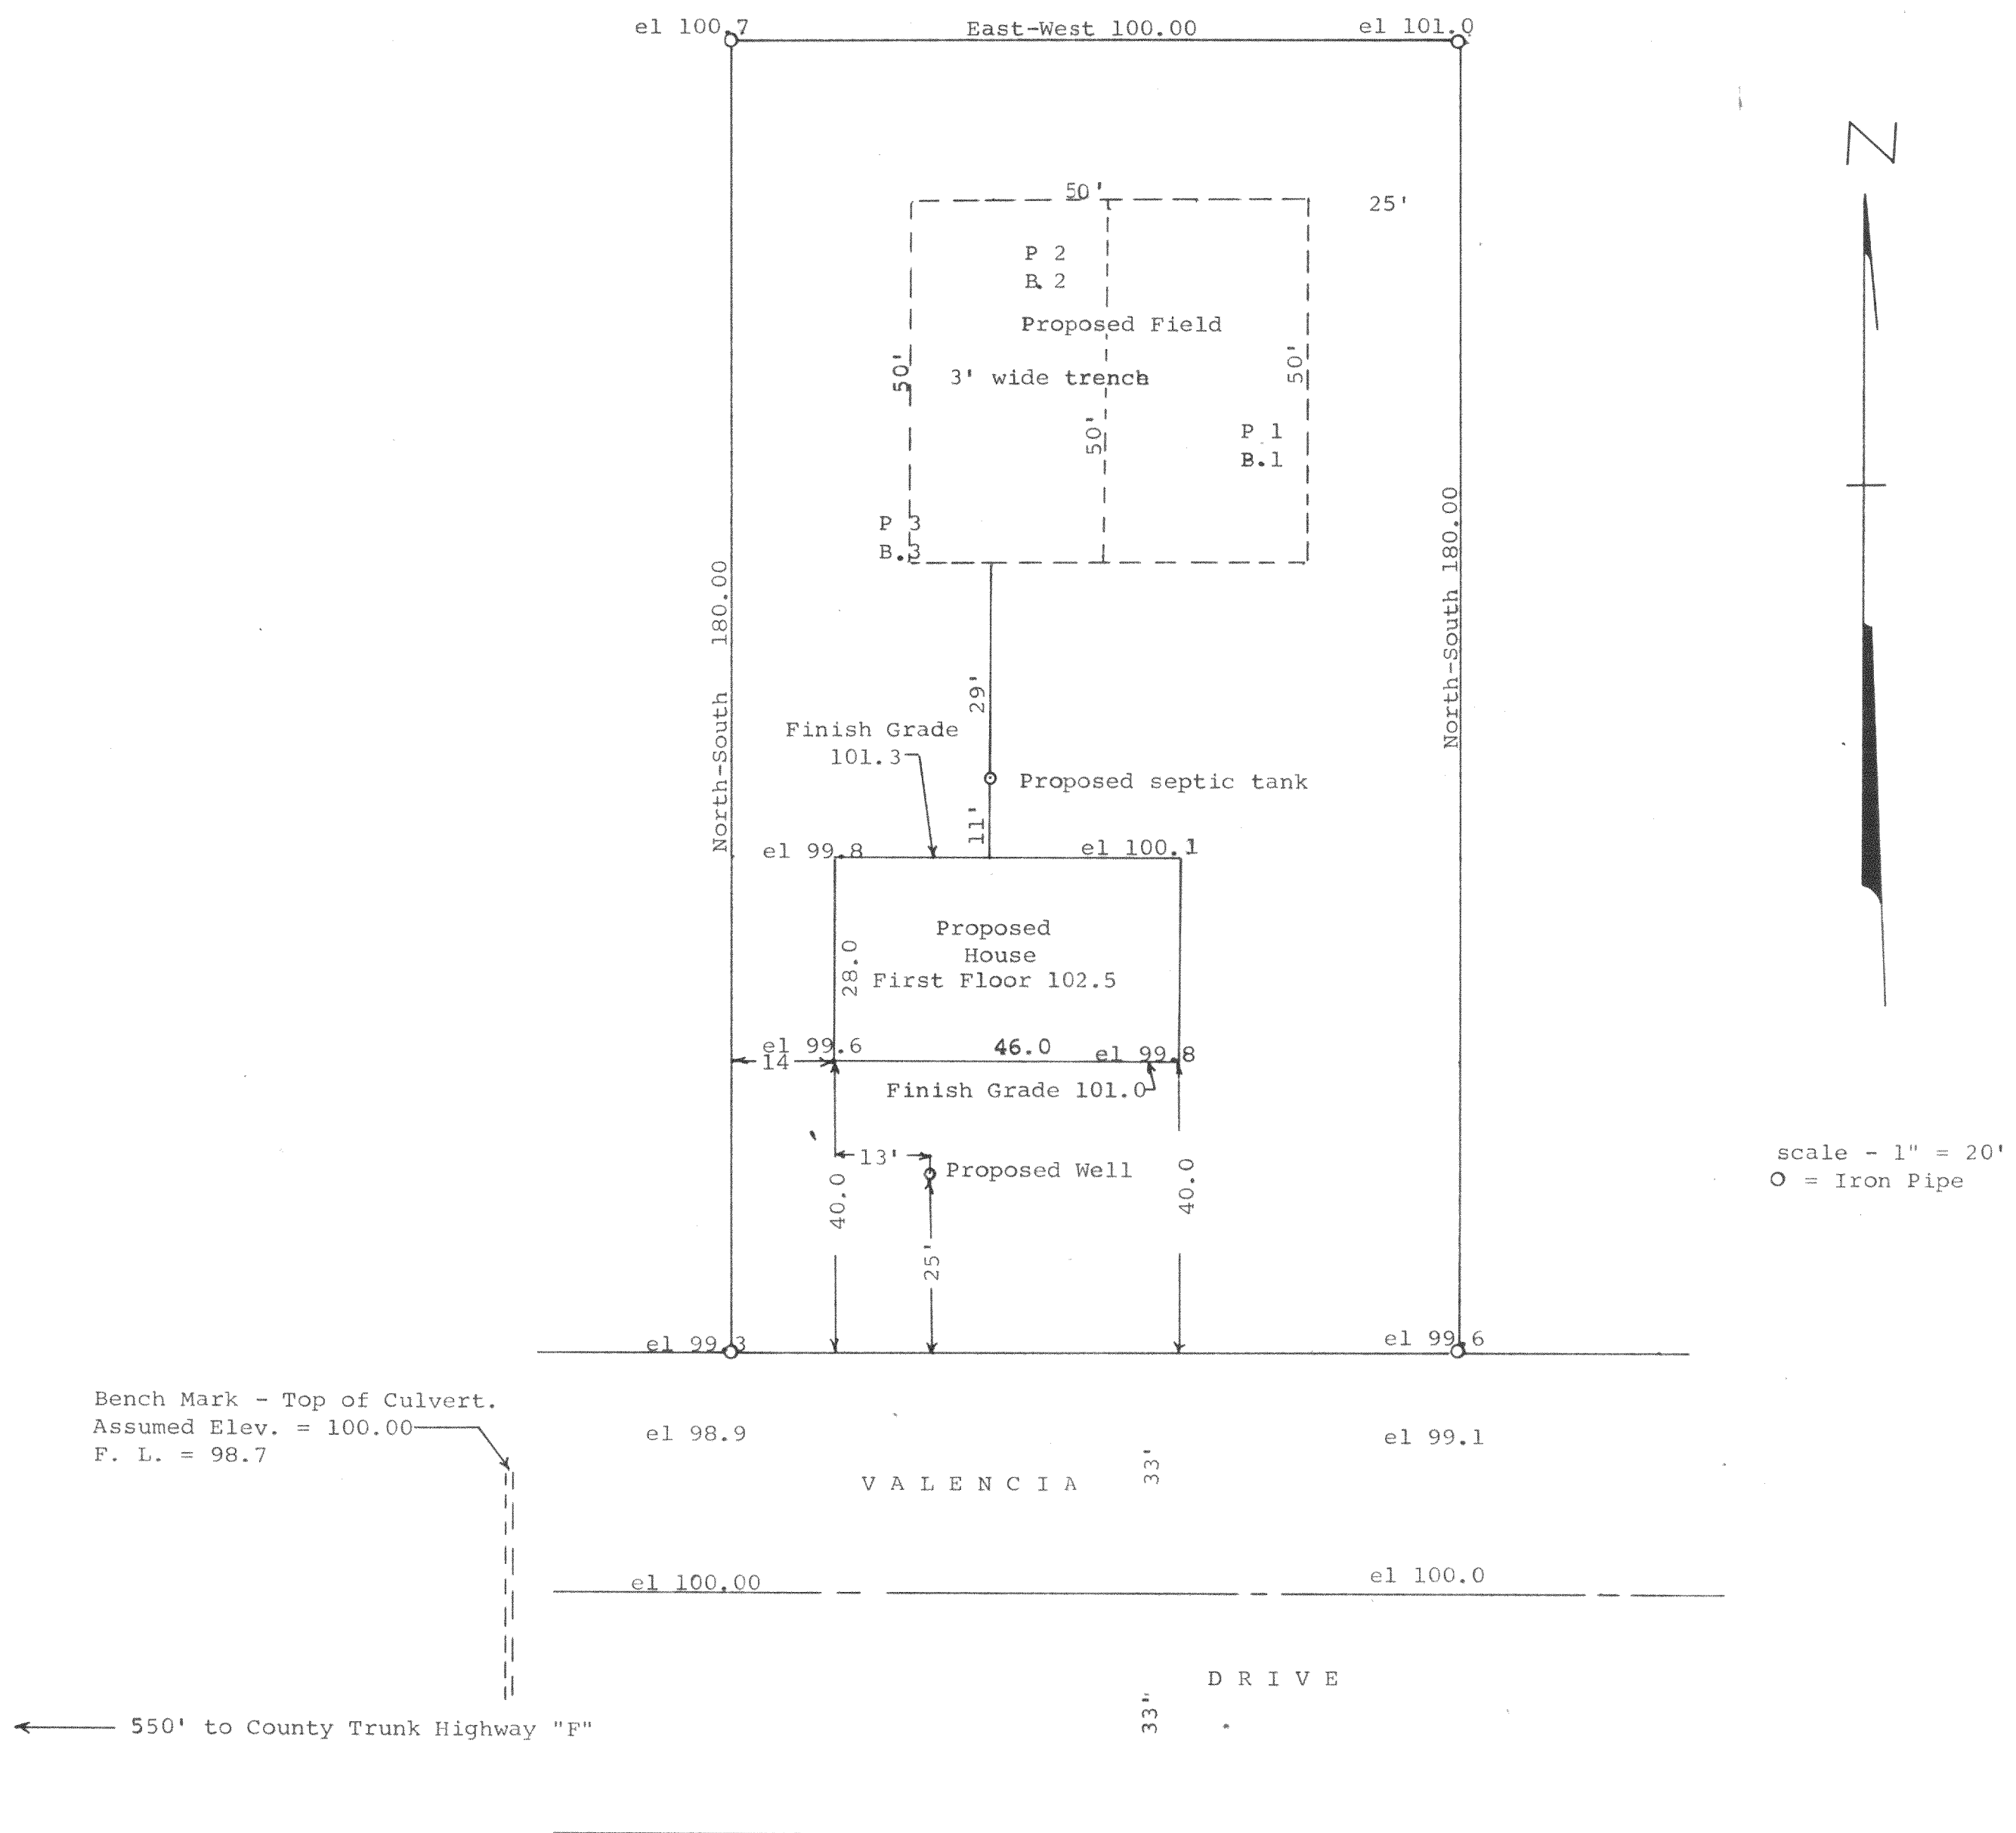 el 100.7
East-West 100.00
el 101.0
N
50'
25'
P 2
B. 2
Proposed Field
50'
3' wide trench
50'
50'
P 1
B.1
P 3
B.3
North-South 180.00
North-South 180.00
29'
Finish Grade
101.3
Proposed septic tank
11'
el 99.8
el 100.1
Proposed
House
First Floor 102.5
28.0
el 99.6
46.0
el 99.8
14
Finish Grade 101.0
13'
Proposed Well
40.0
40.0
25'
scale - 1" = 20'
O = Iron Pipe
el 99.3
el 99.6
Bench Mark - Top of Culvert.
Assumed Elev. = 100.00
F. L. = 98.7
el 98.9
el 99.1
33'
VALENCIA
el 100.00
el 100.0
DRIVE
33"
550' to County Trunk Highway "F"